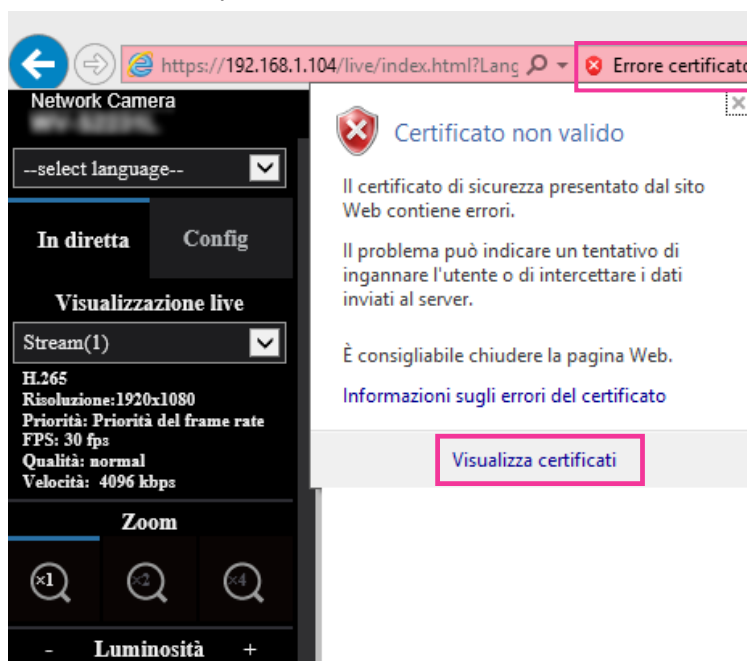 https://192.168.1.104/live/index.html?Lang
Errore certificato
Network Camera
--select language--
In diretta
Config
Visualizzazione live
Stream(1)
H.265
Risoluzione:1920x1080
Priorità: Priorità del frame rate
FPS: 30 fps
Qualità: normal
Velocità: 4096 kbps
Zoom
x1
x2
x4
- Luminosità +
Certificato non valido
Il certificato di sicurezza presentato dal sito
Web contiene errori.
Il problema può indicare un tentativo di
ingannare l'utente o di intercettare i dati
inviati al server.
È consigliabile chiudere la pagina Web.
Informazioni sugli errori del certificato
Visualizza certificati